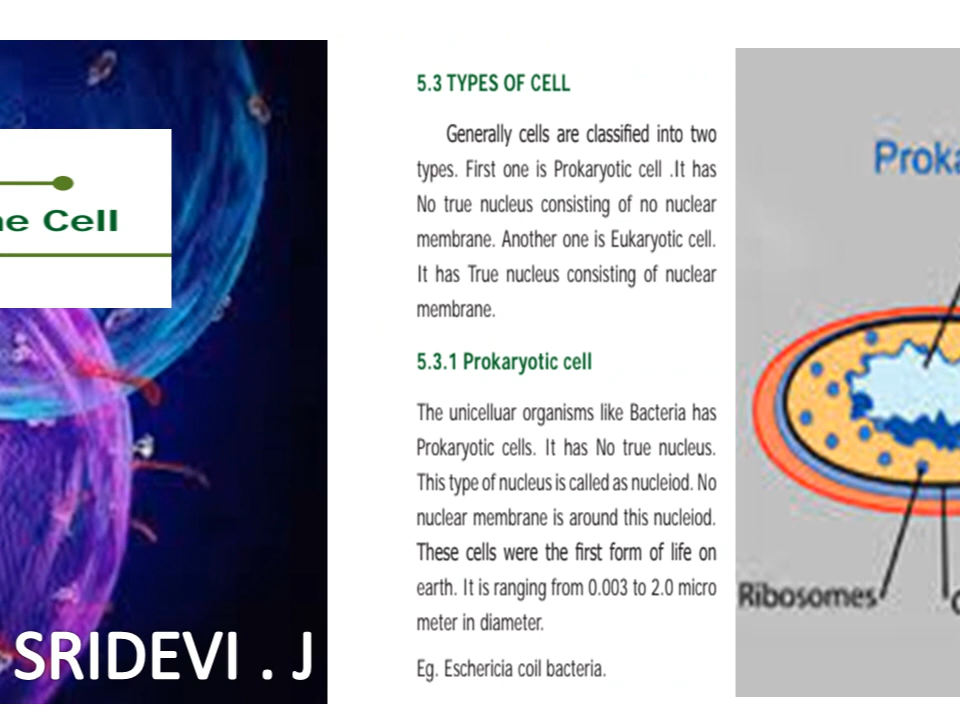 e Cell
SRIDEVI . J
5.3 TYPES OF CELL
Generally cells are classified into two
types. First one is Prokaryotic cell .It has
No true nucleus consisting of no nuclear
membrane. Another one is Eukaryotic cell.
It has True nucleus consisting of nuclear
membrane.
5.3.1 Prokaryotic cell
The unicelluar organisms like Bacteria has
Prokaryotic cells. It has No true nucleus.
This type of nucleus is called as nucleiod. No
nuclear membrane is around this nucleiod.
These cells were the first form of life on
earth. It is ranging from 0.003 to 2.0 micro
meter in diameter.
Eg. Eschericia coil bacteria.
Proka
Ribosomes